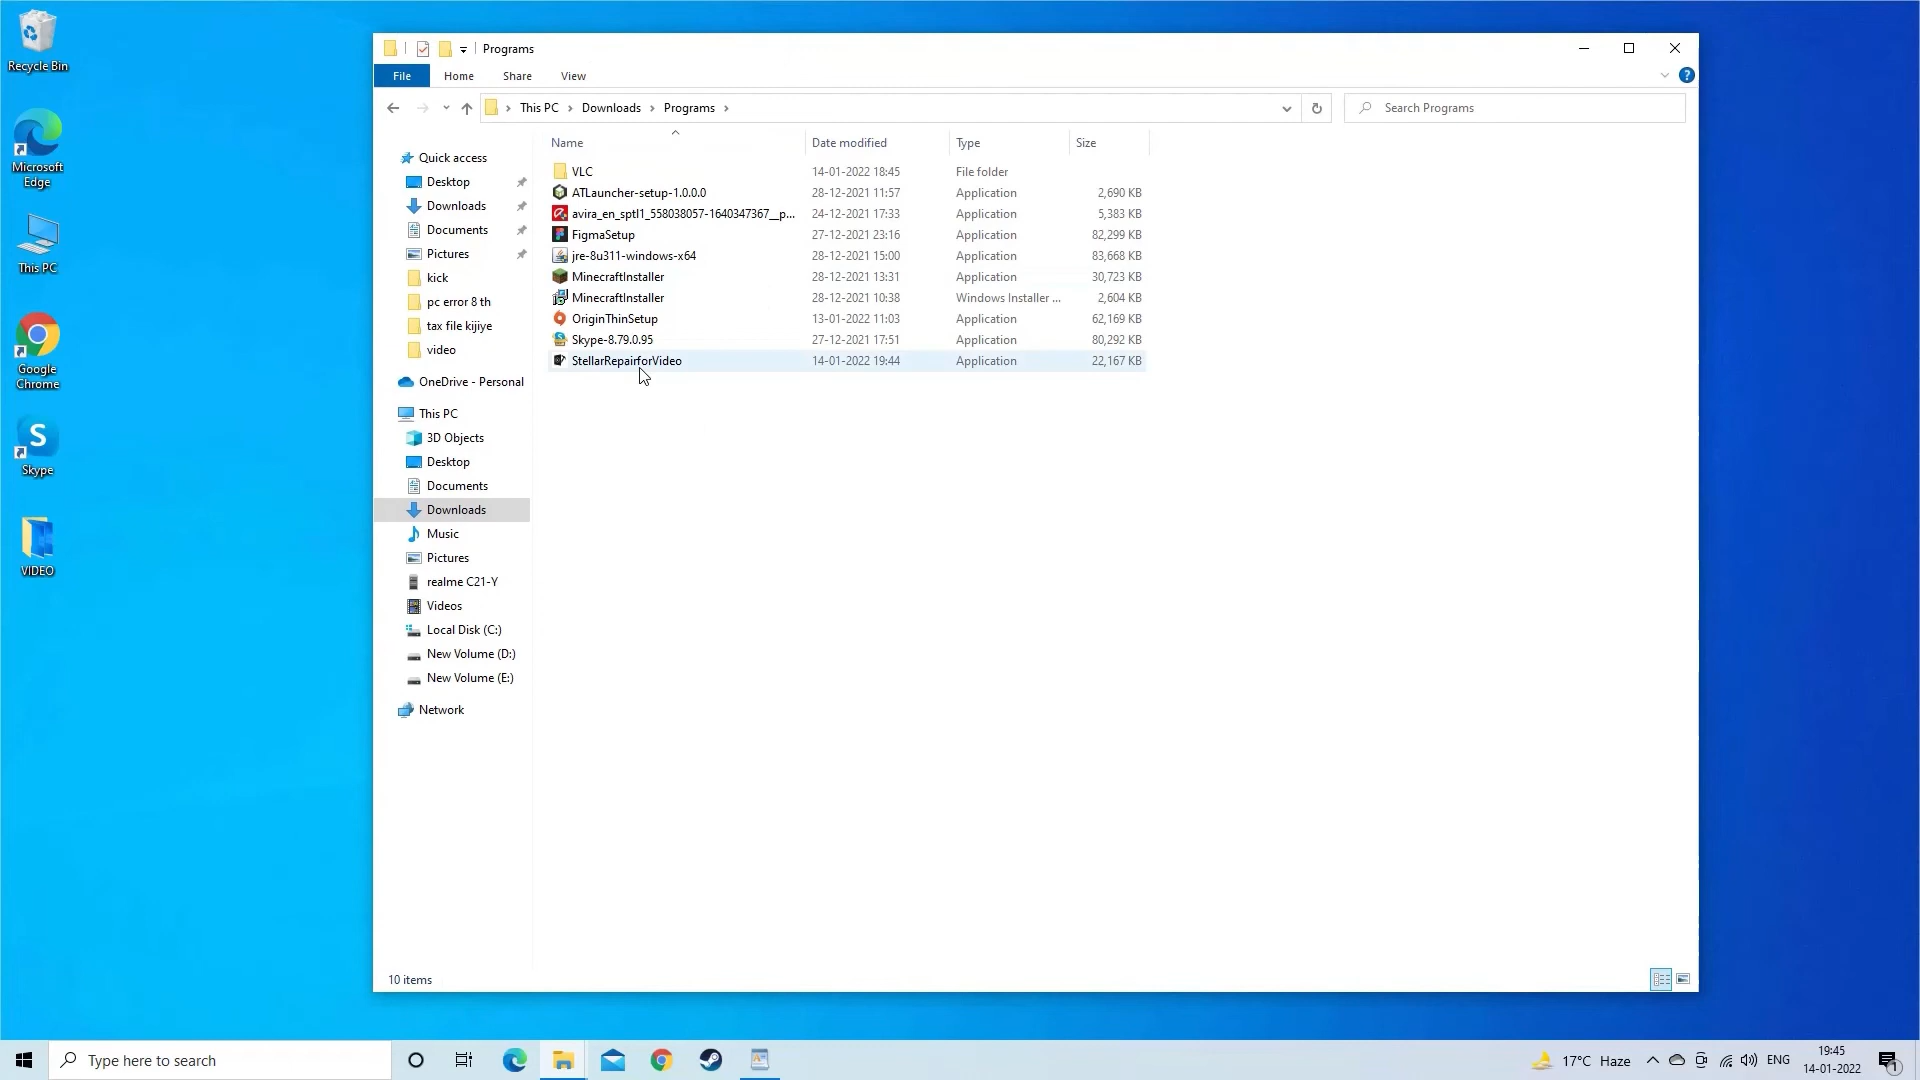 Recycle Bin
Microsoft
Edge
This PC
Google
Chrome
S
Skype
VIDEO
Programs
File Home Share View
This PC Downloads Programs
Search Programs
Name Date modified Type Size
VLC 14-01-2022 18:45 File folder
ATLauncher-setup-1.0.0.0 28-12-2021 11:57 Application 2,690 KB
avira_en_sptl1_558038057-1640347367__p... 24-12-2021 17:33 Application 5,383 KB
FigmaSetup 27-12-2021 23:16 Application 82,299 KB
jre-8u311-windows-x64 28-12-2021 15:00 Application 83,668 KB
MinecraftInstaller 28-12-2021 13:31 Application 30,723 KB
MinecraftInstaller 28-12-2021 10:38 Windows Installer ... 2,604 KB
OriginThinSetup 13-01-2022 11:03 Application 62,169 KB
Skype-8.79.0.95 27-12-2021 17:51 Application 80,292 KB
StellarRepairforVideo 14-01-2022 19:44 Application 22,167 KB
Quick access
Desktop
Downloads
Documents
Pictures
kick
pc error 8 th
tax file kijiye
video
OneDrive - Personal
This PC
3D Objects
Desktop
Documents
Downloads
Music
Pictures
realme C21-Y
Videos
Local Disk (C:)
New Volume (D:)
New Volume (E:)
Network
10 items
Type here to search
17°C Haze
ENG
19:45
14-01-2022
1